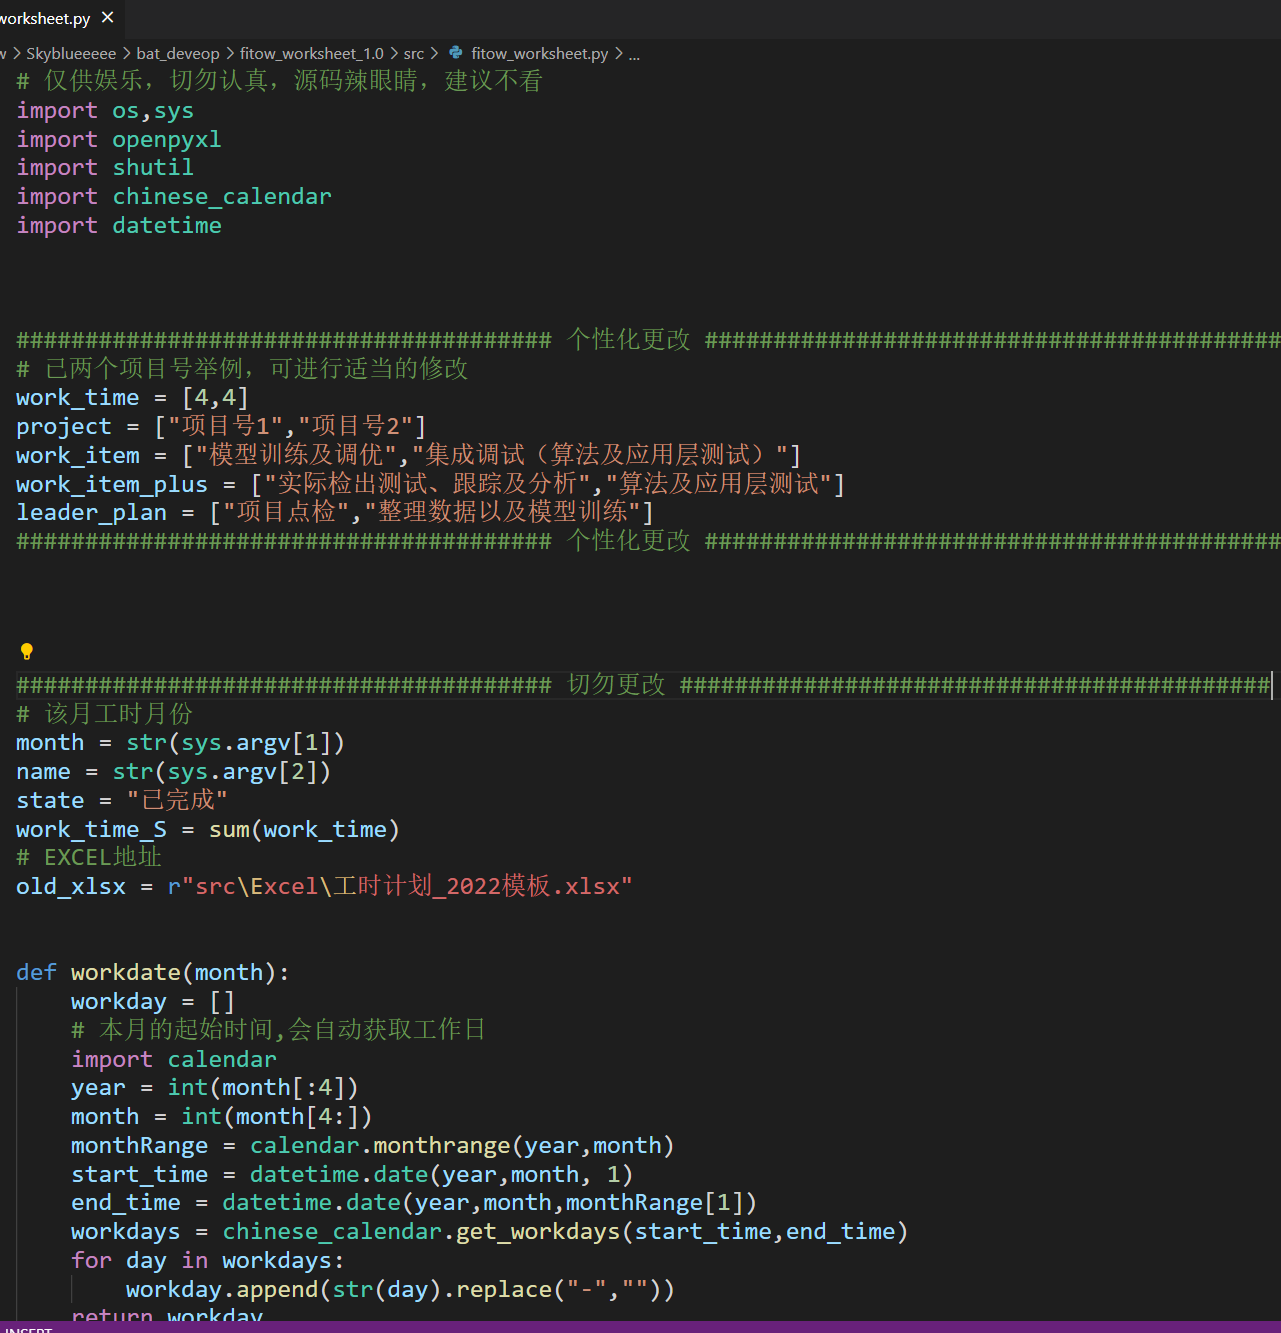 worksheet.py ×
w > Skyblueeeee > bat_deveop > fitow_worksheet_1.0 > src > fitow_worksheet.py > ...
# 仅供娱乐，切勿认真，源码辣眼睛，建议不看
import os,sys
import openpyxl
import shutil
import chinese_calendar
import datetime
####################################### 个性化更改 ##########################################
# 已两个项目号举例，可进行适当的修改
work_time = [4,4]
project = ["项目号1","项目号2"]
work_item = ["模型训练及调优","集成调试（算法及应用层测试）"]
work_item_plus = ["实际检出测试、跟踪及分析","算法及应用层测试"]
leader_plan = ["项目点检","整理数据以及模型训练"]
####################################### 个性化更改 ##########################################
####################################### 切勿更改 ###########################################
# 该月工时月份
month = str(sys.argv[1])
name = str(sys.argv[2])
state = "已完成"
work_time_S = sum(work_time)
# EXCEL地址
old_xlsx = r"src\Excel\工时计划_2022模板.xlsx"
def workdate(month):
    workday = []
    # 本月的起始时间,会自动获取工作日
    import calendar
    year = int(month[:4])
    month = int(month[4:])
    monthRange = calendar.monthrange(year,month)
    start_time = datetime.date(year,month, 1)
    end_time = datetime.date(year,month,monthRange[1])
    workdays = chinese_calendar.get_workdays(start_time,end_time)
    for day in workdays:
        workday.append(str(day).replace("-",""))
    return workday
INSERT